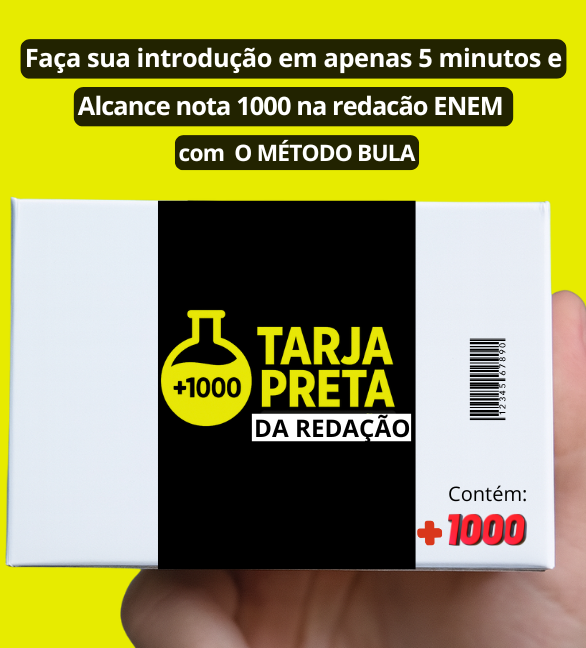 Faça sua introdução em apenas 5 minutos e
Alcance nota 1000 na redacão ENEM
com O MÉTODO BULA
+1000
TARJA
PRETA
DA REDAÇÃO
1234567890
Contém:
+1000